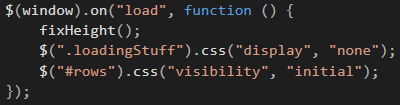 $(window).on("load", function () {
    fixHeight();
    $(".loadingStuff").css("display", "none");
    $("#rows").css("visibility", "initial");
});